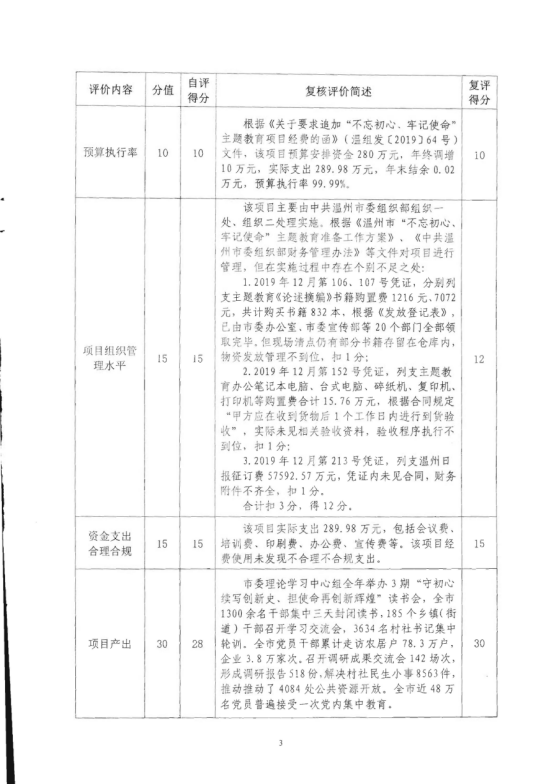 评价内容 分值 自评得分 复核评价简述 复评得分
预算执行率 10 10
根据《关于要求追加“不忘初心、牢记使命”
主题教育项目经费的函》（温组发〔2019〕64号）
文件，该项目预算安排资金280万元，年终调增
10万元，实际支出289.98万元，年末结余0.02
万元，预算执行率99.99%。
10
项目组织管
理水平
15 15
该项目主要由中共温州市委组织部组织一
处、组织二处理实施。根据《温州市“不忘初心、
牢记使命”主题教育准备工作方案》、《中共温
州市委组织部财务管理办法》等文件对项目进行
管理，但在实施过程中存在个别不足之处：
1.2019年12月第106、107号凭证，分别列
支主题教育《论述摘编》书籍购置费1216元、7072
元，共计购买书籍832本、根据《发放登记表》，
已由市委办公室、市委宣传部等20个部门全部领
取完毕。但现场清点仍有部分书籍存留在仓库内，
物资发放管理不到位，扣1分；
2.2019年12月第152号凭证，列支主题教
育办公笔记本电脑、台式电脑、碎纸机、复印机、
打印机等购置费合计15.76万元，根据合同规定
“甲方应在收到货物后1个工作日内进行到货验
收”，实际未见相关验收资料，验收程序执行不
到位，扣1分；
3.2019年12月第213号凭证，列支温州日
报征订费57592.57万元，凭证内未见合同，财务
附件不齐全，扣1分。
合计扣3分，得12分。
12
资金支出
合理合规
15 15
该项目实际支出289.98万元，包括会议费、
培训费、印刷费、办公费、宣传费等。该项目经
费使用未发现不合理不合规支出。
15
项目产出 30 28
市委理论学习中心组全年举办3期“守初心
续写创新史、担使命再创新辉煌”读书会，全市
1300余名干部集中三天封闭读书，185个乡镇（街
道）干部召开学习交流会，3634名村社书记集中
轮训。全市党员干部累计走访农居户78.3万户，
企业3.8万家次。召开调研成果交流会142场次，
形成调研报告518份，解决村社民生小事8563件，
推动推动了4084处公共资源开放。全市近48万
名党员普遍接受一次党内集中教育。
30
3